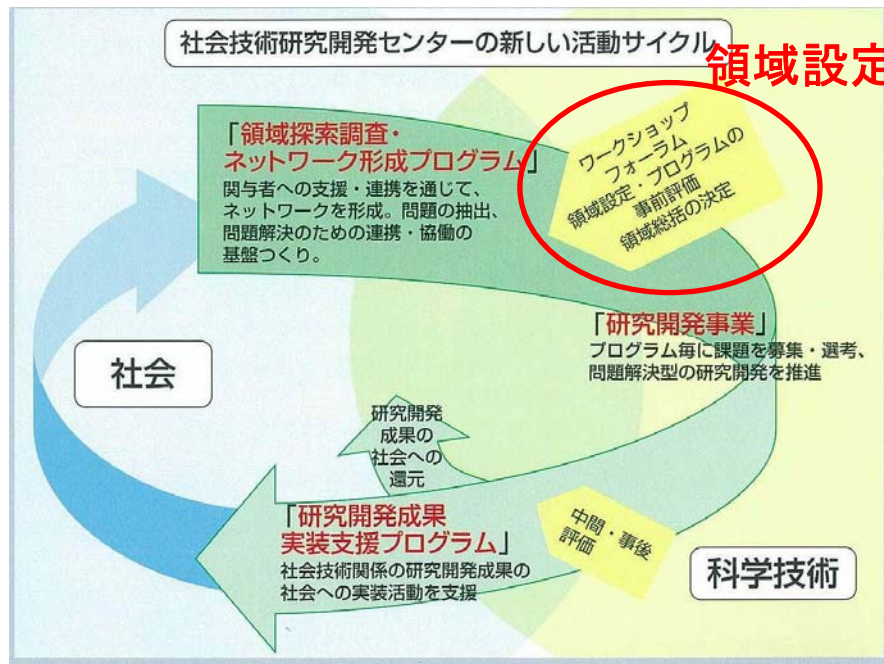 社会技術研究開発センターの新しい活動サイクル
領域設定
「領域探索調査・
ネットワーク形成プログラム」
関与者への支援・連携を通じて、
ネットワークを形成。問題の抽出、
問題解決のための連携・協働の
基盤つくり。
ワークショップ
フォーラム
領域設定・プログラムの
事前評価
領域総括の決定
「研究開発事業」
プログラム毎に課題を募集・選考、
問題解決型の研究開発を推進
社会
研究開発
成果の
社会への
還元
「研究開発成果
実装支援プログラム」
社会技術関係の研究開発成果の
社会への実装活動を支援
中間・事後
評価
科学技術